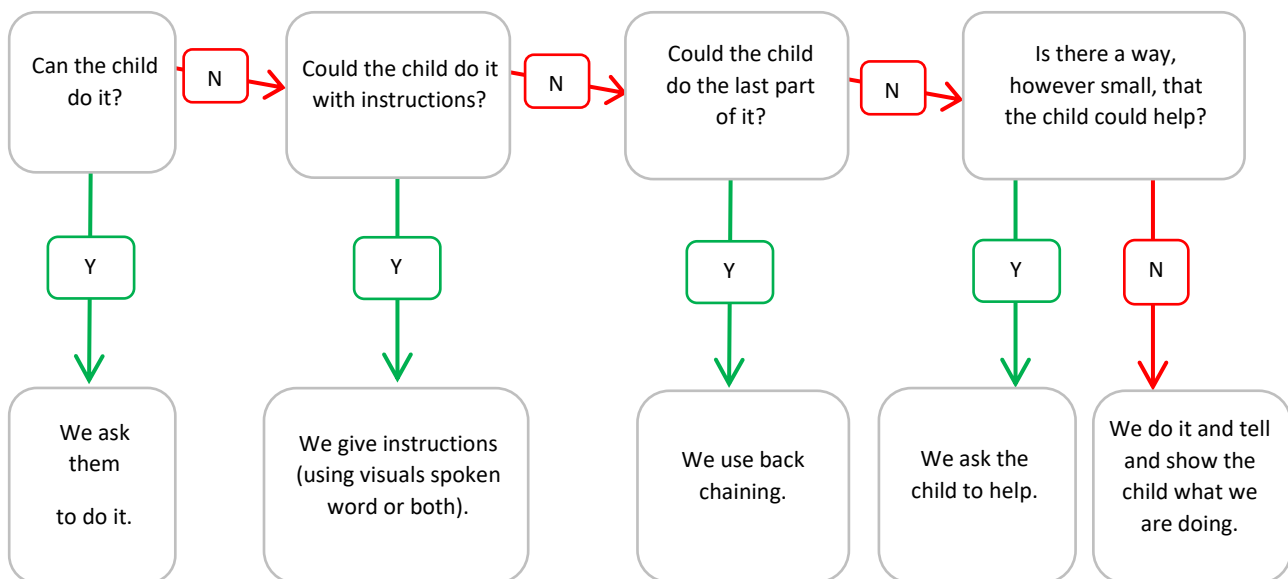 Can the child
do it?
N
Could the child do it
with instructions?
N
Could the child
do the last part
of it?
N
Is there a way,
however small, that
the child could help?
Y
Y
Y
Y
N
We ask
them
to do it.
We give instructions
(using visuals spoken
word or both).
We use back
chaining.
We ask the
child to help.
We do it and tell
and show the
child what we
are doing.